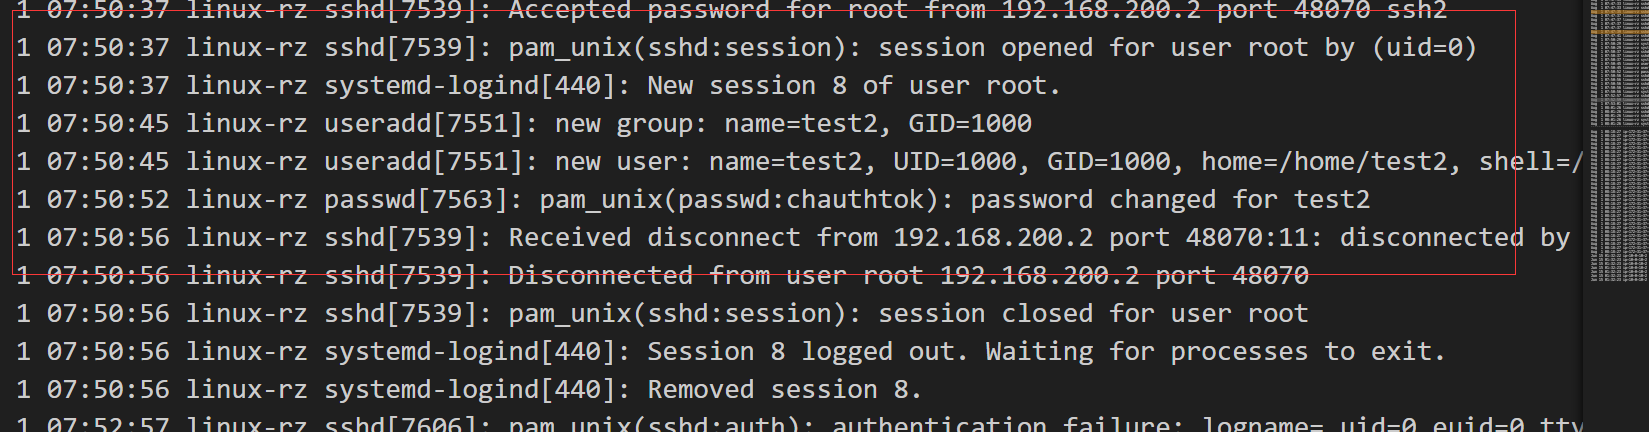 1 07:50:37 linux-rz sshd[7539]: Accepted password for root from 192.168.200.2 port 48070 ssh2
1 07:50:37 linux-rz sshd[7539]: pam_unix(sshd:session): session opened for user root by (uid=0)
1 07:50:37 linux-rz systemd-logind[440]: New session 8 of user root.
1 07:50:45 linux-rz useradd[7551]: new group: name=test2, GID=1000
1 07:50:45 linux-rz useradd[7551]: new user: name=test2, UID=1000, GID=1000, home=/home/test2, shell=/
1 07:50:52 linux-rz passwd[7563]: pam_unix(passwd:chauthtok): password changed for test2
1 07:50:56 linux-rz sshd[7539]: Received disconnect from 192.168.200.2 port 48070:11: disconnected by
1 07:50:56 linux-rz sshd[7539]: Disconnected from user root 192.168.200.2 port 48070
1 07:50:56 linux-rz sshd[7539]: pam_unix(sshd:session): session closed for user root
1 07:50:56 linux-rz systemd-logind[440]: Session 8 logged out. Waiting for processes to exit.
1 07:50:56 linux-rz systemd-logind[440]: Removed session 8.
1 07:52:57 linux-rz sshd[7606]: pam_unix(sshd:auth): authentication failure; logname= uid=0 euid=0 tty